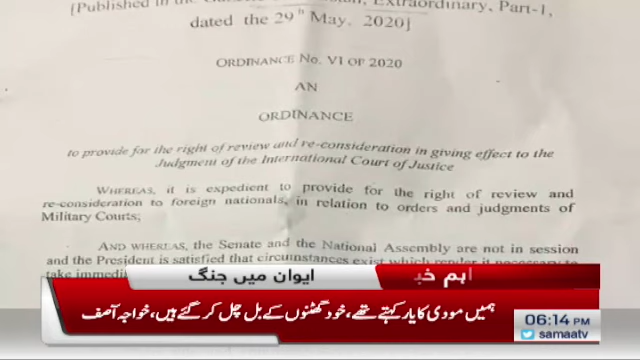 [Published in the Extraordinary, Part-1,
dated the 29th May, 2020]
ORDINANCE NO. VI OF 2020
AN
ORDINANCE
to provide for the right of review and re-consideration in giving effect to the
Judgment of the International Court of Justice
WHEREAS, it is expedient to provide for the right of review and
re-consideration to foreign nationals, in relation to orders and judgments of
Military Courts;
AND WHEREAS, the Senate and the National Assembly are not in session
and the President is satisfied that circumstances exist which render it necessary to
take
اہم خب
ایوان میں جنگ
ہمیں مودی کا یار کہتے تھے، خود گھٹنوں کے بل چل کر گئے ہیں، خواجہ آصف
06:14 PM
samaatv